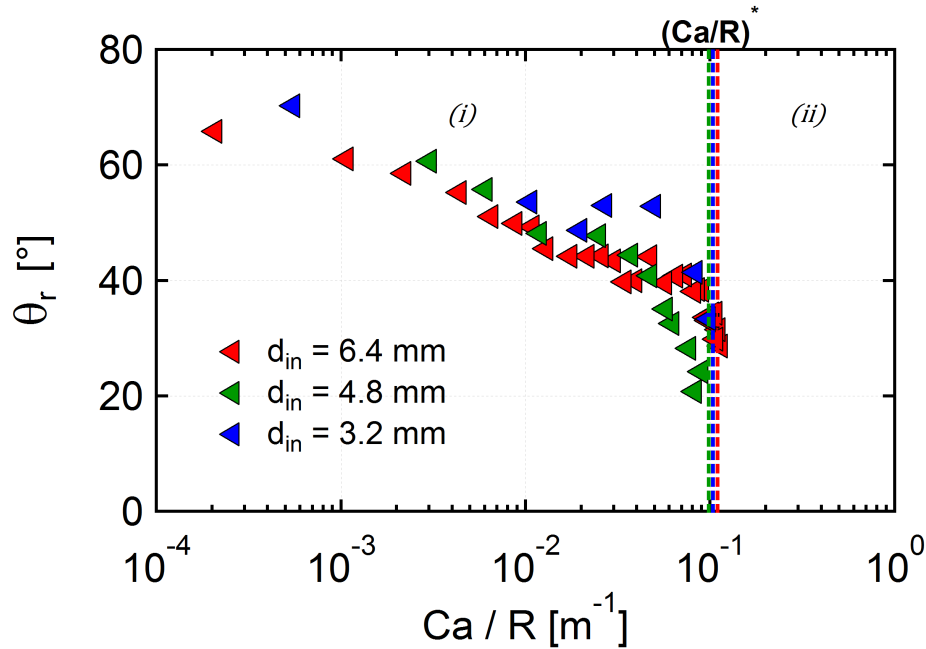 (Ca/R)*
80
60
40
20
0
θr [°]
(i)
(ii)
din = 6.4 mm
din = 4.8 mm
din = 3.2 mm
10-4 10-3 10-2 10-1 100
Ca / R [m-1]